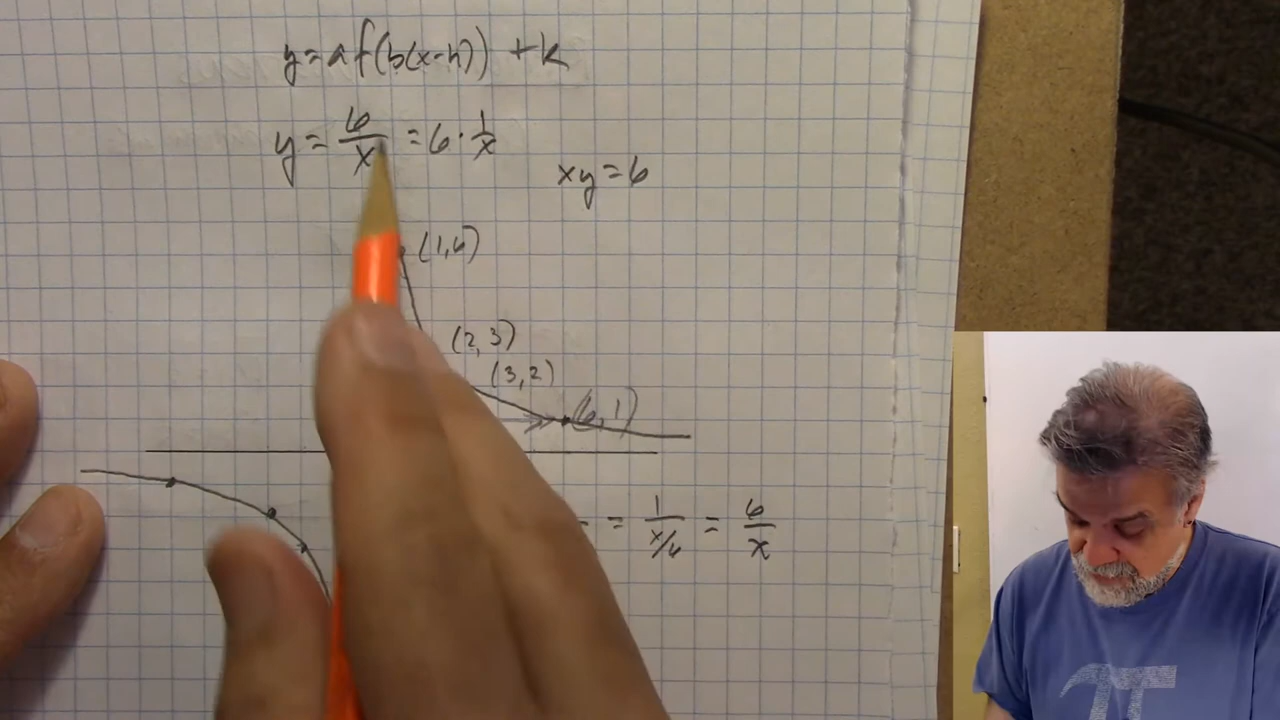 y=af(b(x-h))+k
y=6/x=6·1/x
xy=6
(1,6)
(2,3)
(3,2)
(6,1)
=1/(x/6)=6/x